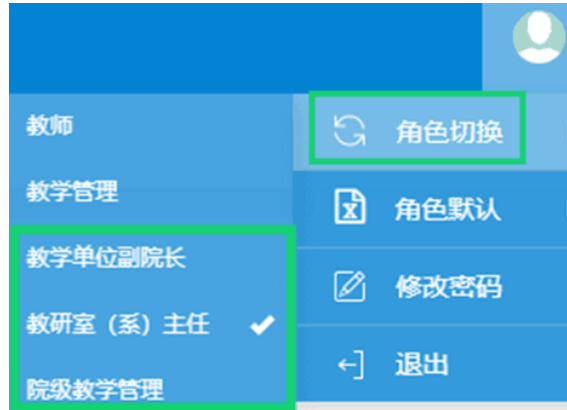 教师
教学管理
教学单位副院长
教研室（系）主任
院级教学管理
角色切换
角色默认
修改密码
退出